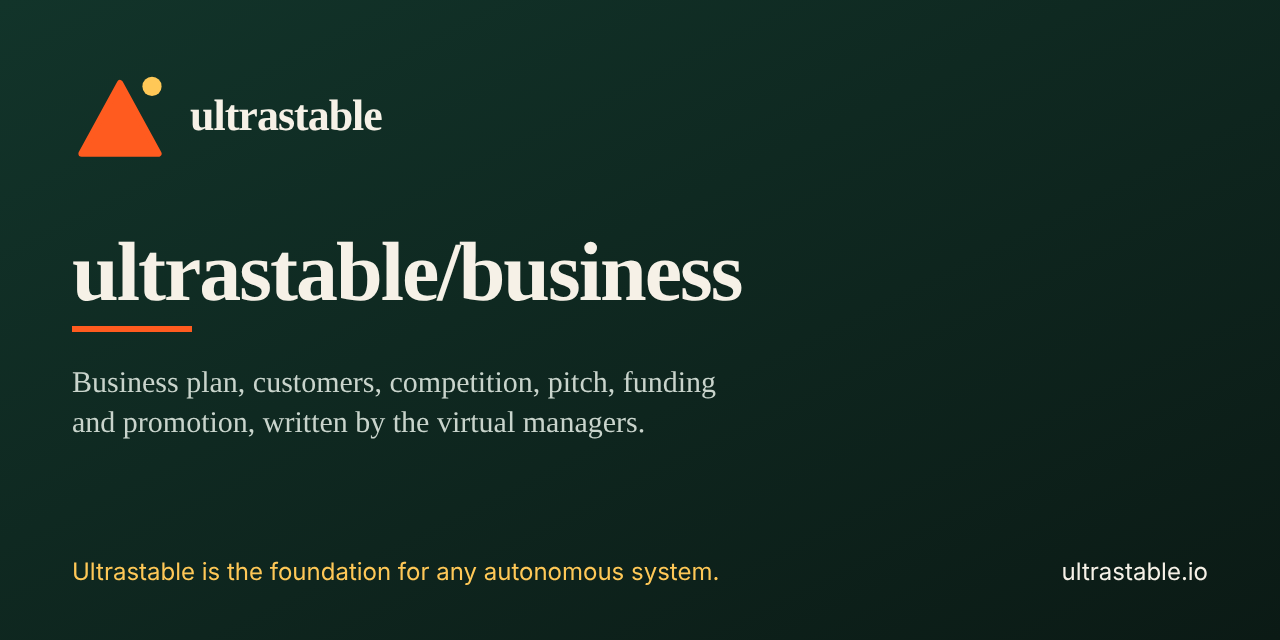 ultrastable
ultrastable/business
Business plan, customers, competition, pitch, funding
and promotion, written by the virtual managers.
Ultrastable is the foundation for any autonomous system.
ultrastable.io